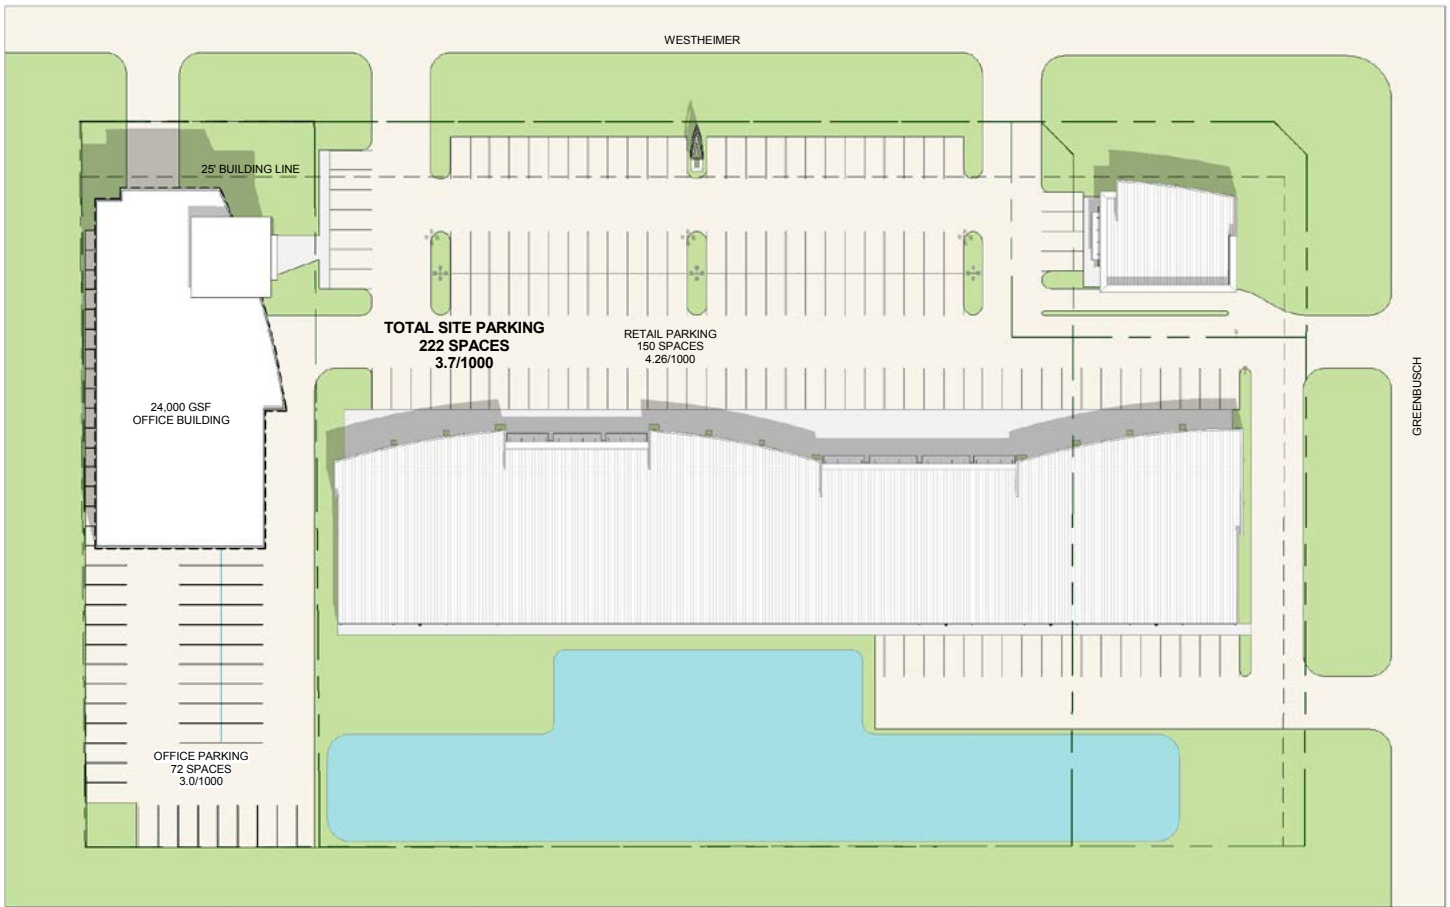 WESTHEIMER
25' BUILDING LINE
TOTAL SITE PARKING
222 SPACES
3.7/1000
RETAIL PARKING
150 SPACES
4.26/1000
24,000 GSF
OFFICE BUILDING
GREENBUSCH
OFFICE PARKING
72 SPACES
3.0/1000